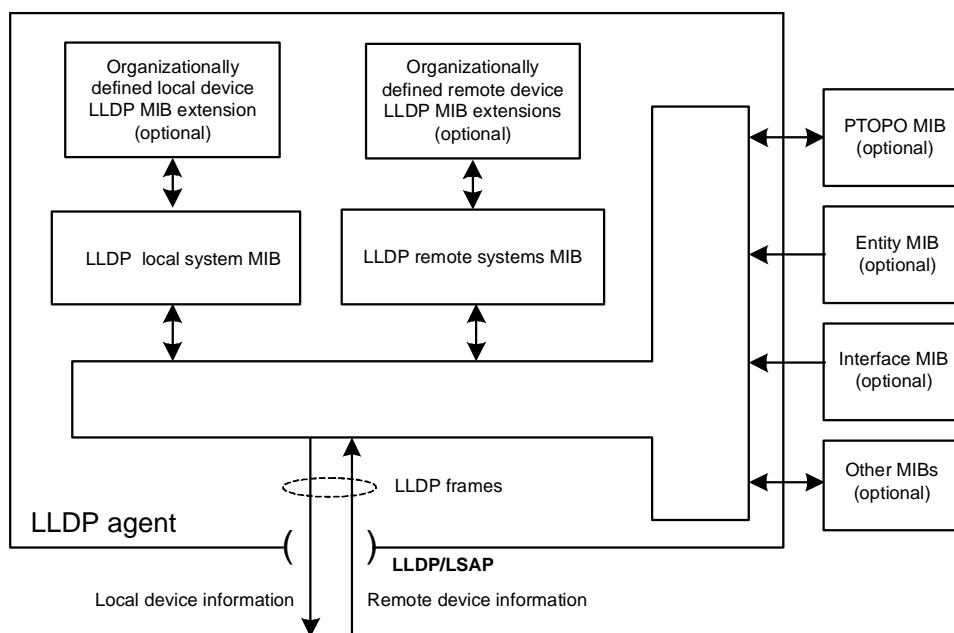 Organizationally
defined local device
LLDP MIB extension
(optional)
Organizationally
defined remote device
LLDP MIB extensions
(optional)
PTOPO MIB
(optional)
LLDP local system MIB
LLDP remote systems MIB
Entity MIB
(optional)
Interface MIB
(optional)
Other MIBs
(optional)
LLDP frames
LLDP agent
LLDP/LSAP
Local device information
Remote device information